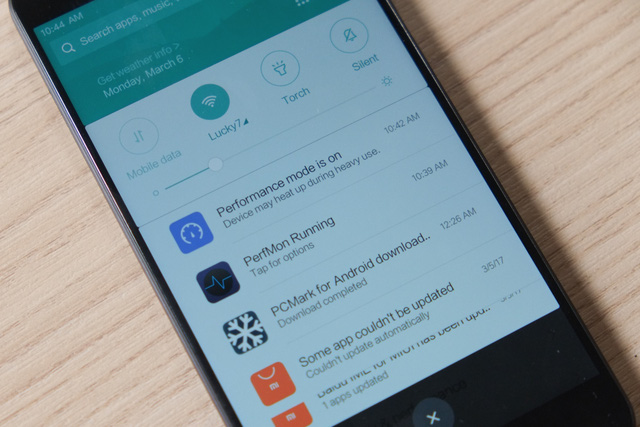 10:44 AM
Search apps, music,
Get weather info >
Monday, March 6
Mobile data
Lucky7
Torch
Silent
Performance mode is on
10:42 AM
Device may heat up during heavy use.
PerfMon Running
10:39 AM
Tap for options
PCMark for Android download..
12:26 AM
Download completed
Some app couldn't be updated
3/5/17
Couldn't update automatically
IME for has been upd..
1 apps updated